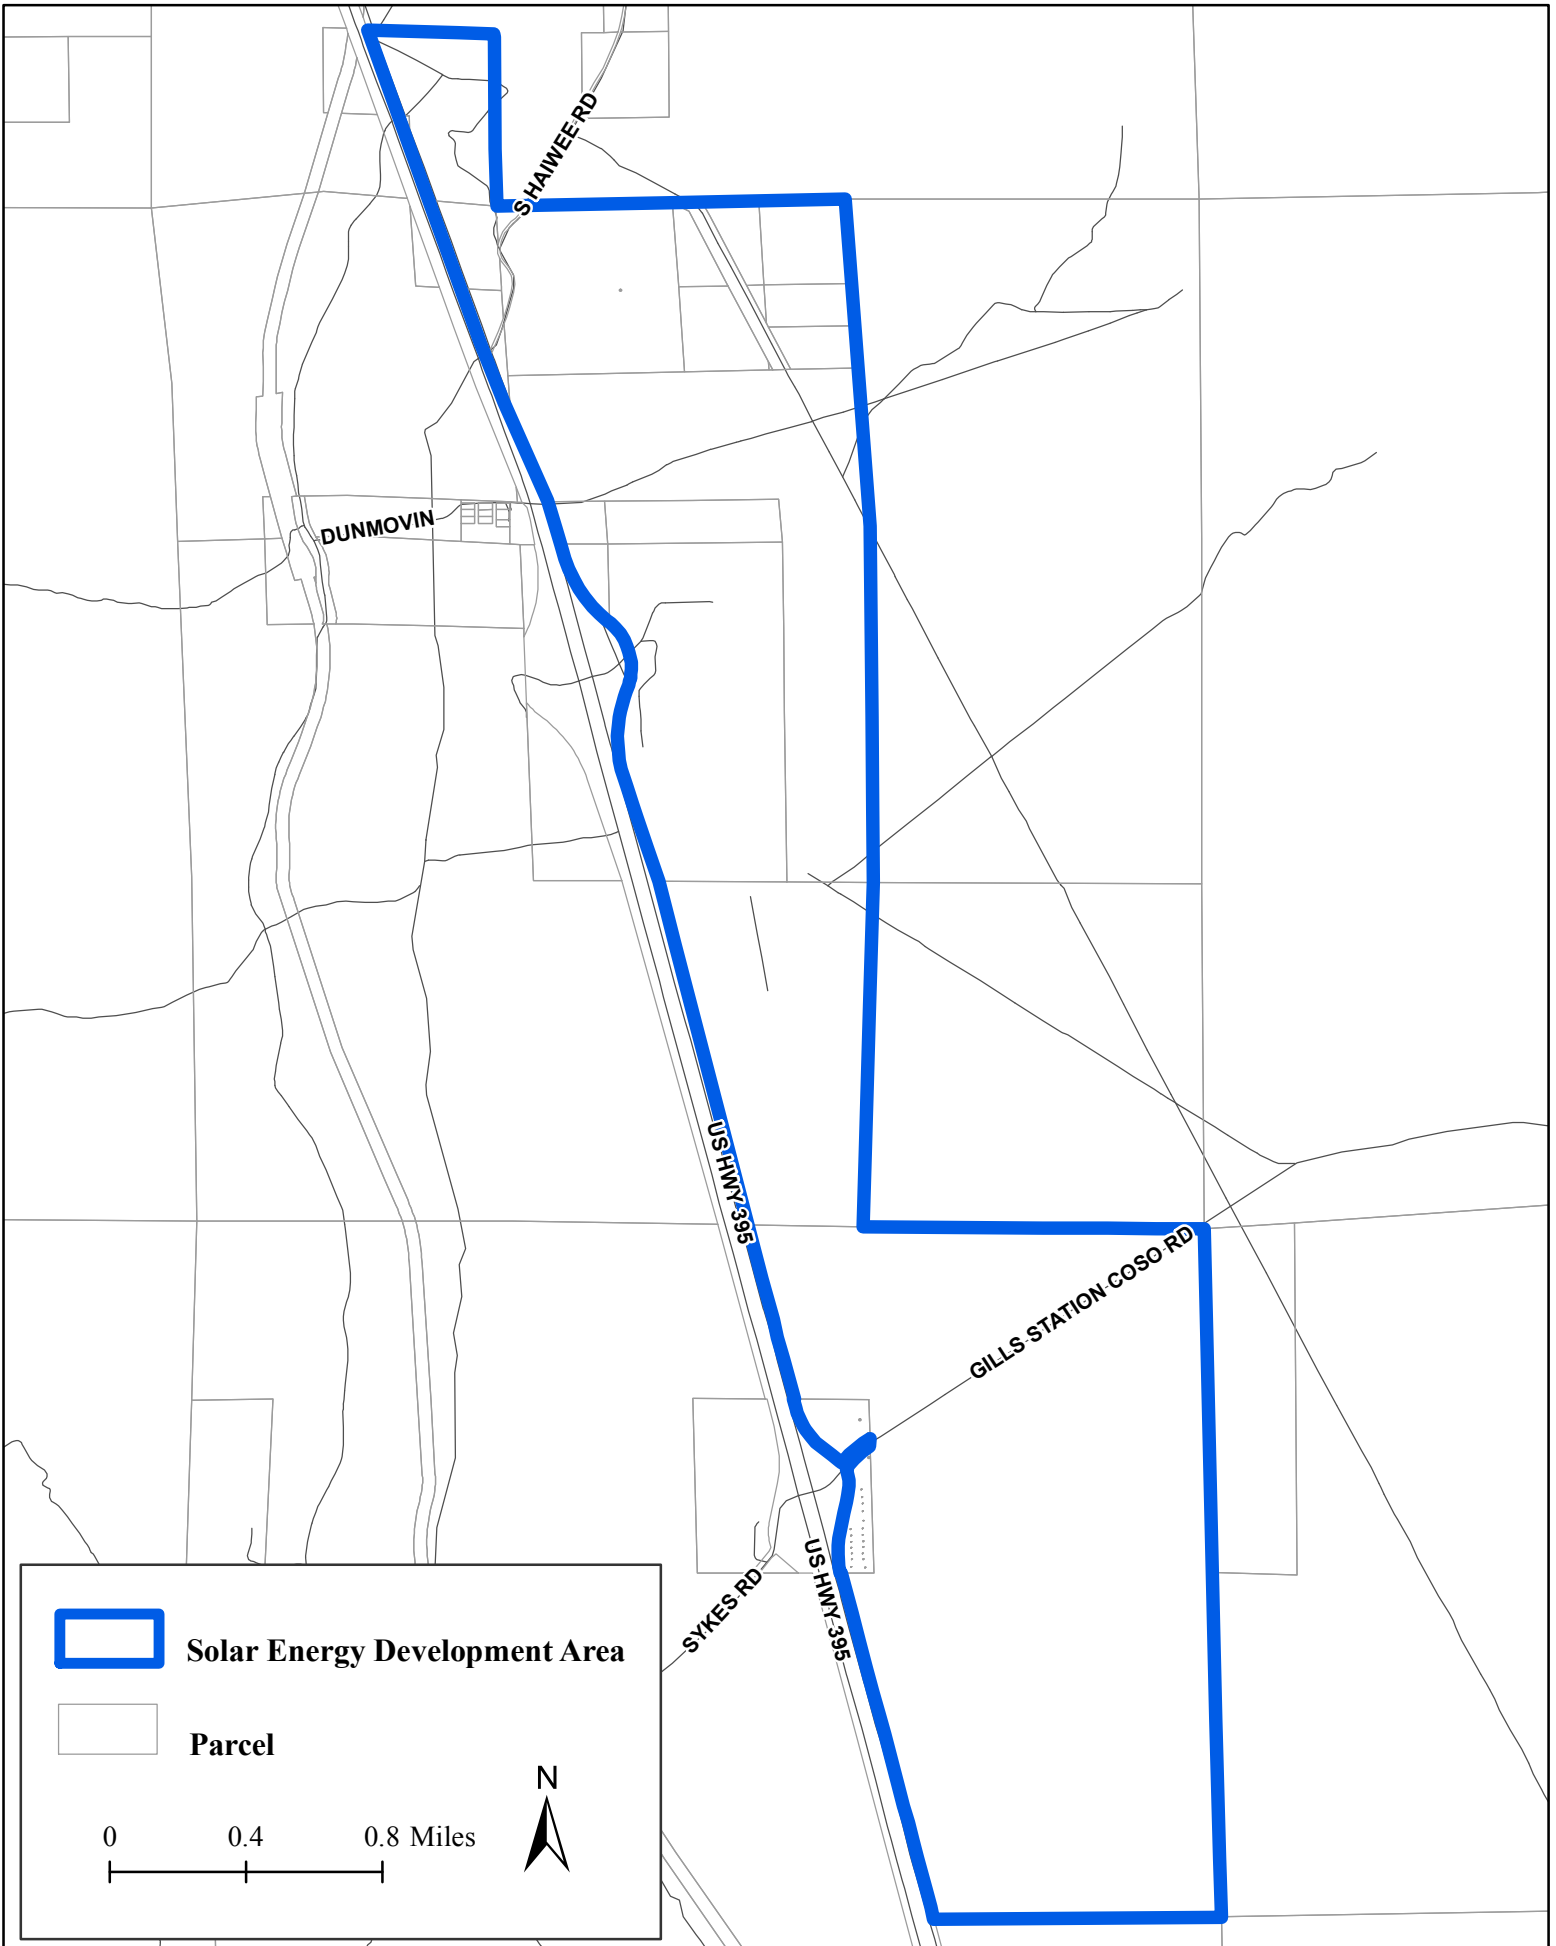 S HAIWEE RD
DUNMOVIN
US HWY 395
GILLS STATION COSO RD
US HWY 395
SYKES RD
Solar Energy Development Area
Parcel
N
0 0.4 0.8 Miles